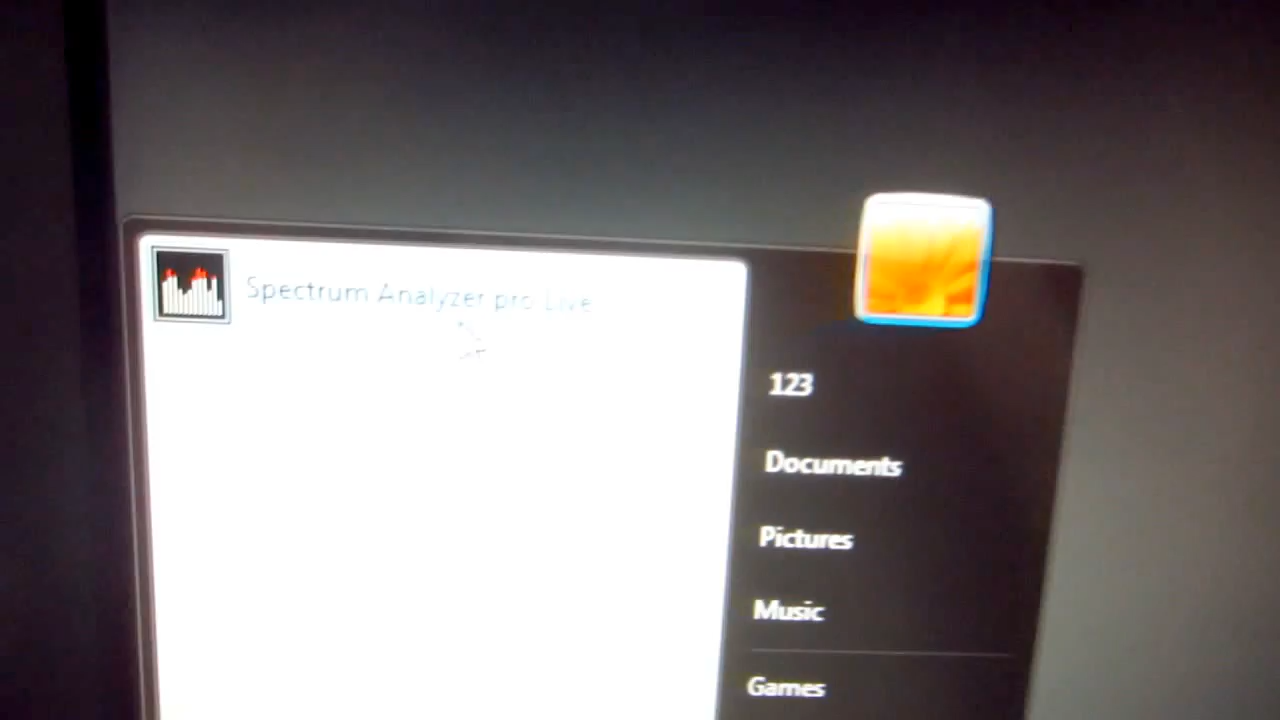 Spectrum Analyzer pro Live
123
Documents
Pictures
Music
Games